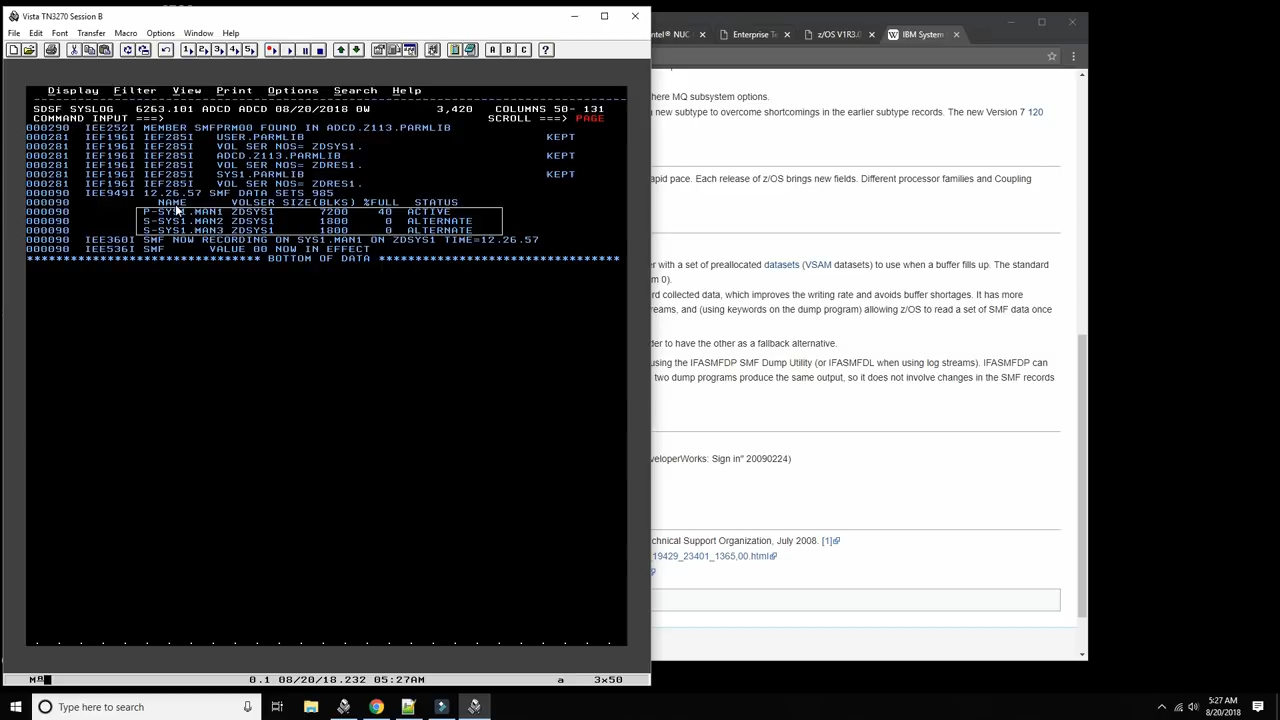 Vista TN3270 Session B
File Edit Font Transfer Macro Options Window Help
Display Filter View Print Options Search Help
SDSF SYSLOG 6263.101 ADCD ADCD 08/20/2018 0W 3,420 COLUMNS 50- 131
COMMAND INPUT ===> SCROLL ===> PAGE
000290 IEE252I MEMBER SMFPRM00 FOUND IN ADCD.Z113.PARMLIB
000281 IEF196I IEF285I USER.PARMLIB KEPT
000281 IEF196I IEF285I VOL SER NOS= ZDSYS1.
000281 IEF196I IEF285I ADCD.Z113.PARMLIB KEPT
000281 IEF196I IEF285I VOL SER NOS= ZDRES1.
000281 IEF196I IEF285I SYS1.PARMLIB KEPT
000281 IEF196I IEF285I VOL SER NOS= ZDRES1.
000090 IEE949I 12.26.57 SMF DATA SETS 985
000090 NAME VOLSER SIZE(BLKS) %FULL STATUS
000090 P-SYS1.MAN1 ZDSYS1 7200 40 ACTIVE
000090 S-SYS1.MAN2 ZDSYS1 1800 0 ALTERNATE
000090 S-SYS1.MAN3 ZDSYS1 1800 0 ALTERNATE
000090 IEE360I SMF NOW RECORDING ON SYS1.MAN1 ON ZDSYS1 TIME=12.26.57
000090 IEE536I SMF VALUE 00 NOW IN EFFECT
****************************** BOTTOM OF DATA ********************************
0.1 08/20/18.232 05:27AM a 3x50
ntel® NUC
Enterprise Te
z/OS V1R3.0
IBM System
here MQ subsystem options.
new subtype to overcome shortcomings in the earlier subtype records. The new Version 7 120
rapid pace. Each release of z/OS brings new fields. Different processor families and Coupling
er with a set of preallocated datasets (VSAM datasets) to use when a buffer fills up. The standard
m 0).
rd collected data, which improves the writing rate and avoids buffer shortages. It has more
reams, and (using keywords on the dump program) allowing z/OS to read a set of SMF data once
der to have the other as a fallback alternative.
using the IFASMFDP SMF Dump Utility (or IFASMFDL when using log streams). IFASMFDP can
two dump programs produce the same output, so it does not involve changes in the SMF records
veloperWorks: Sign in" 20090224)
chnical Support Organization, July 2008. [1]
19429_23401_1365,00.html
Type here to search
5:27 AM
8/20/2018